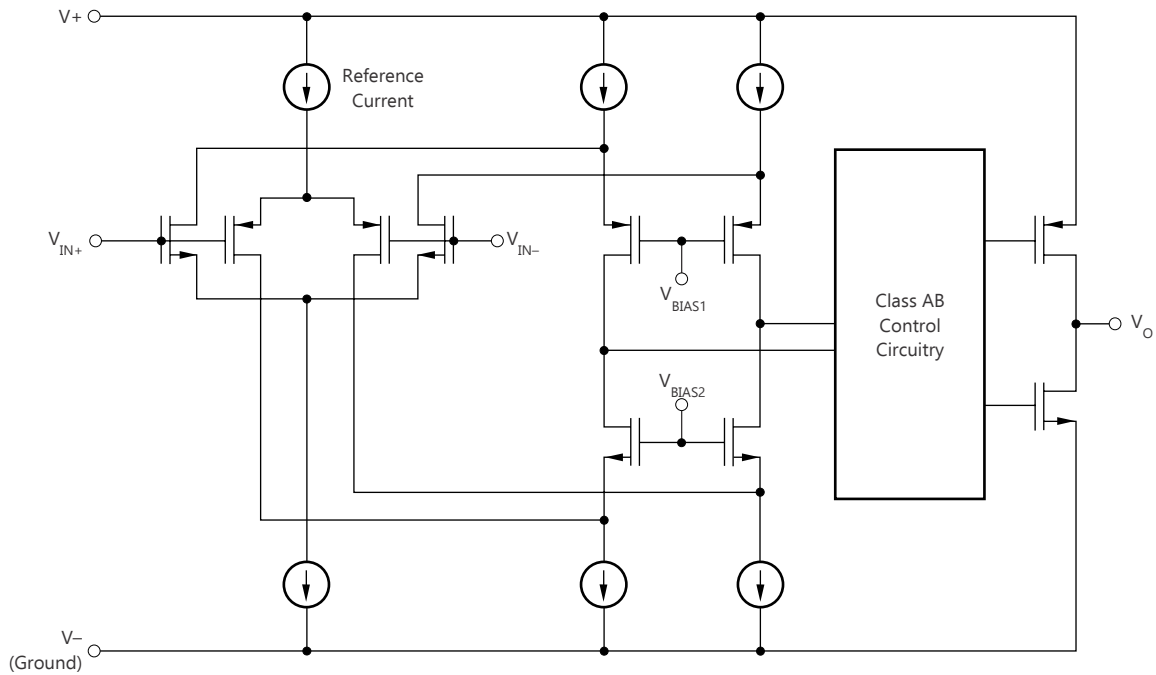 V+
Reference
Current
V_IN+
V_IN–
V_BIAS1
V_BIAS2
Class AB
Control
Circuitry
V_O
V–
(Ground)